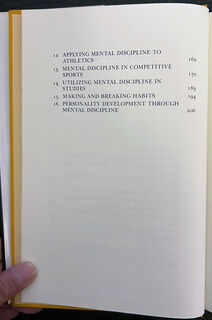 12 APPLYING MENTAL DISCIPLINE TO
ATHLETICS 162
13 MENTAL DISCIPLINE IN COMPETITIVE
SPORTS 170
14 UTILIZING MENTAL DISCIPLINE IN
STUDIES 183
15 MAKING AND BREAKING HABITS 194
16 PERSONALITY DEVELOPMENT THROUGH
MENTAL DISCIPLINE 206